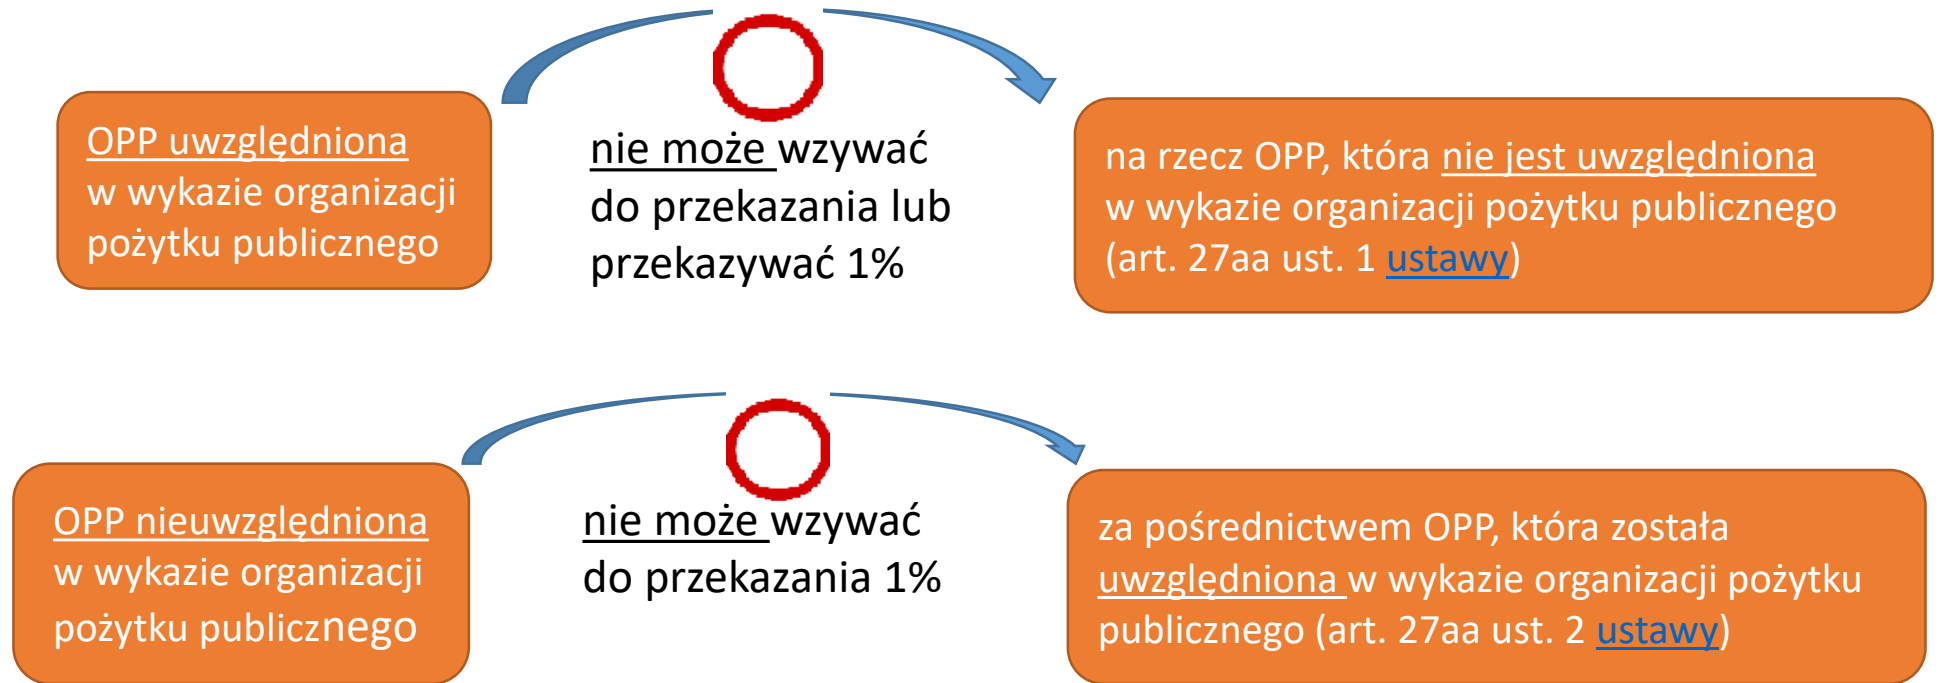 OPP uwzględniona
w wykazie organizacji
pożytku publicznego
nie może wzywać
do przekazania lub
przekazywać 1%
na rzecz OPP, która nie jest uwzględniona
w wykazie organizacji pożytku publicznego
(art. 27aa ust. 1 ustawy)
OPP nieuwzględniona
w wykazie organizacji
pożytku publicznego
nie może wzywać
do przekazania 1%
za pośrednictwem OPP, która została
uwzględniona w wykazie organizacji pożytku
publicznego (art. 27aa ust. 2 ustawy)